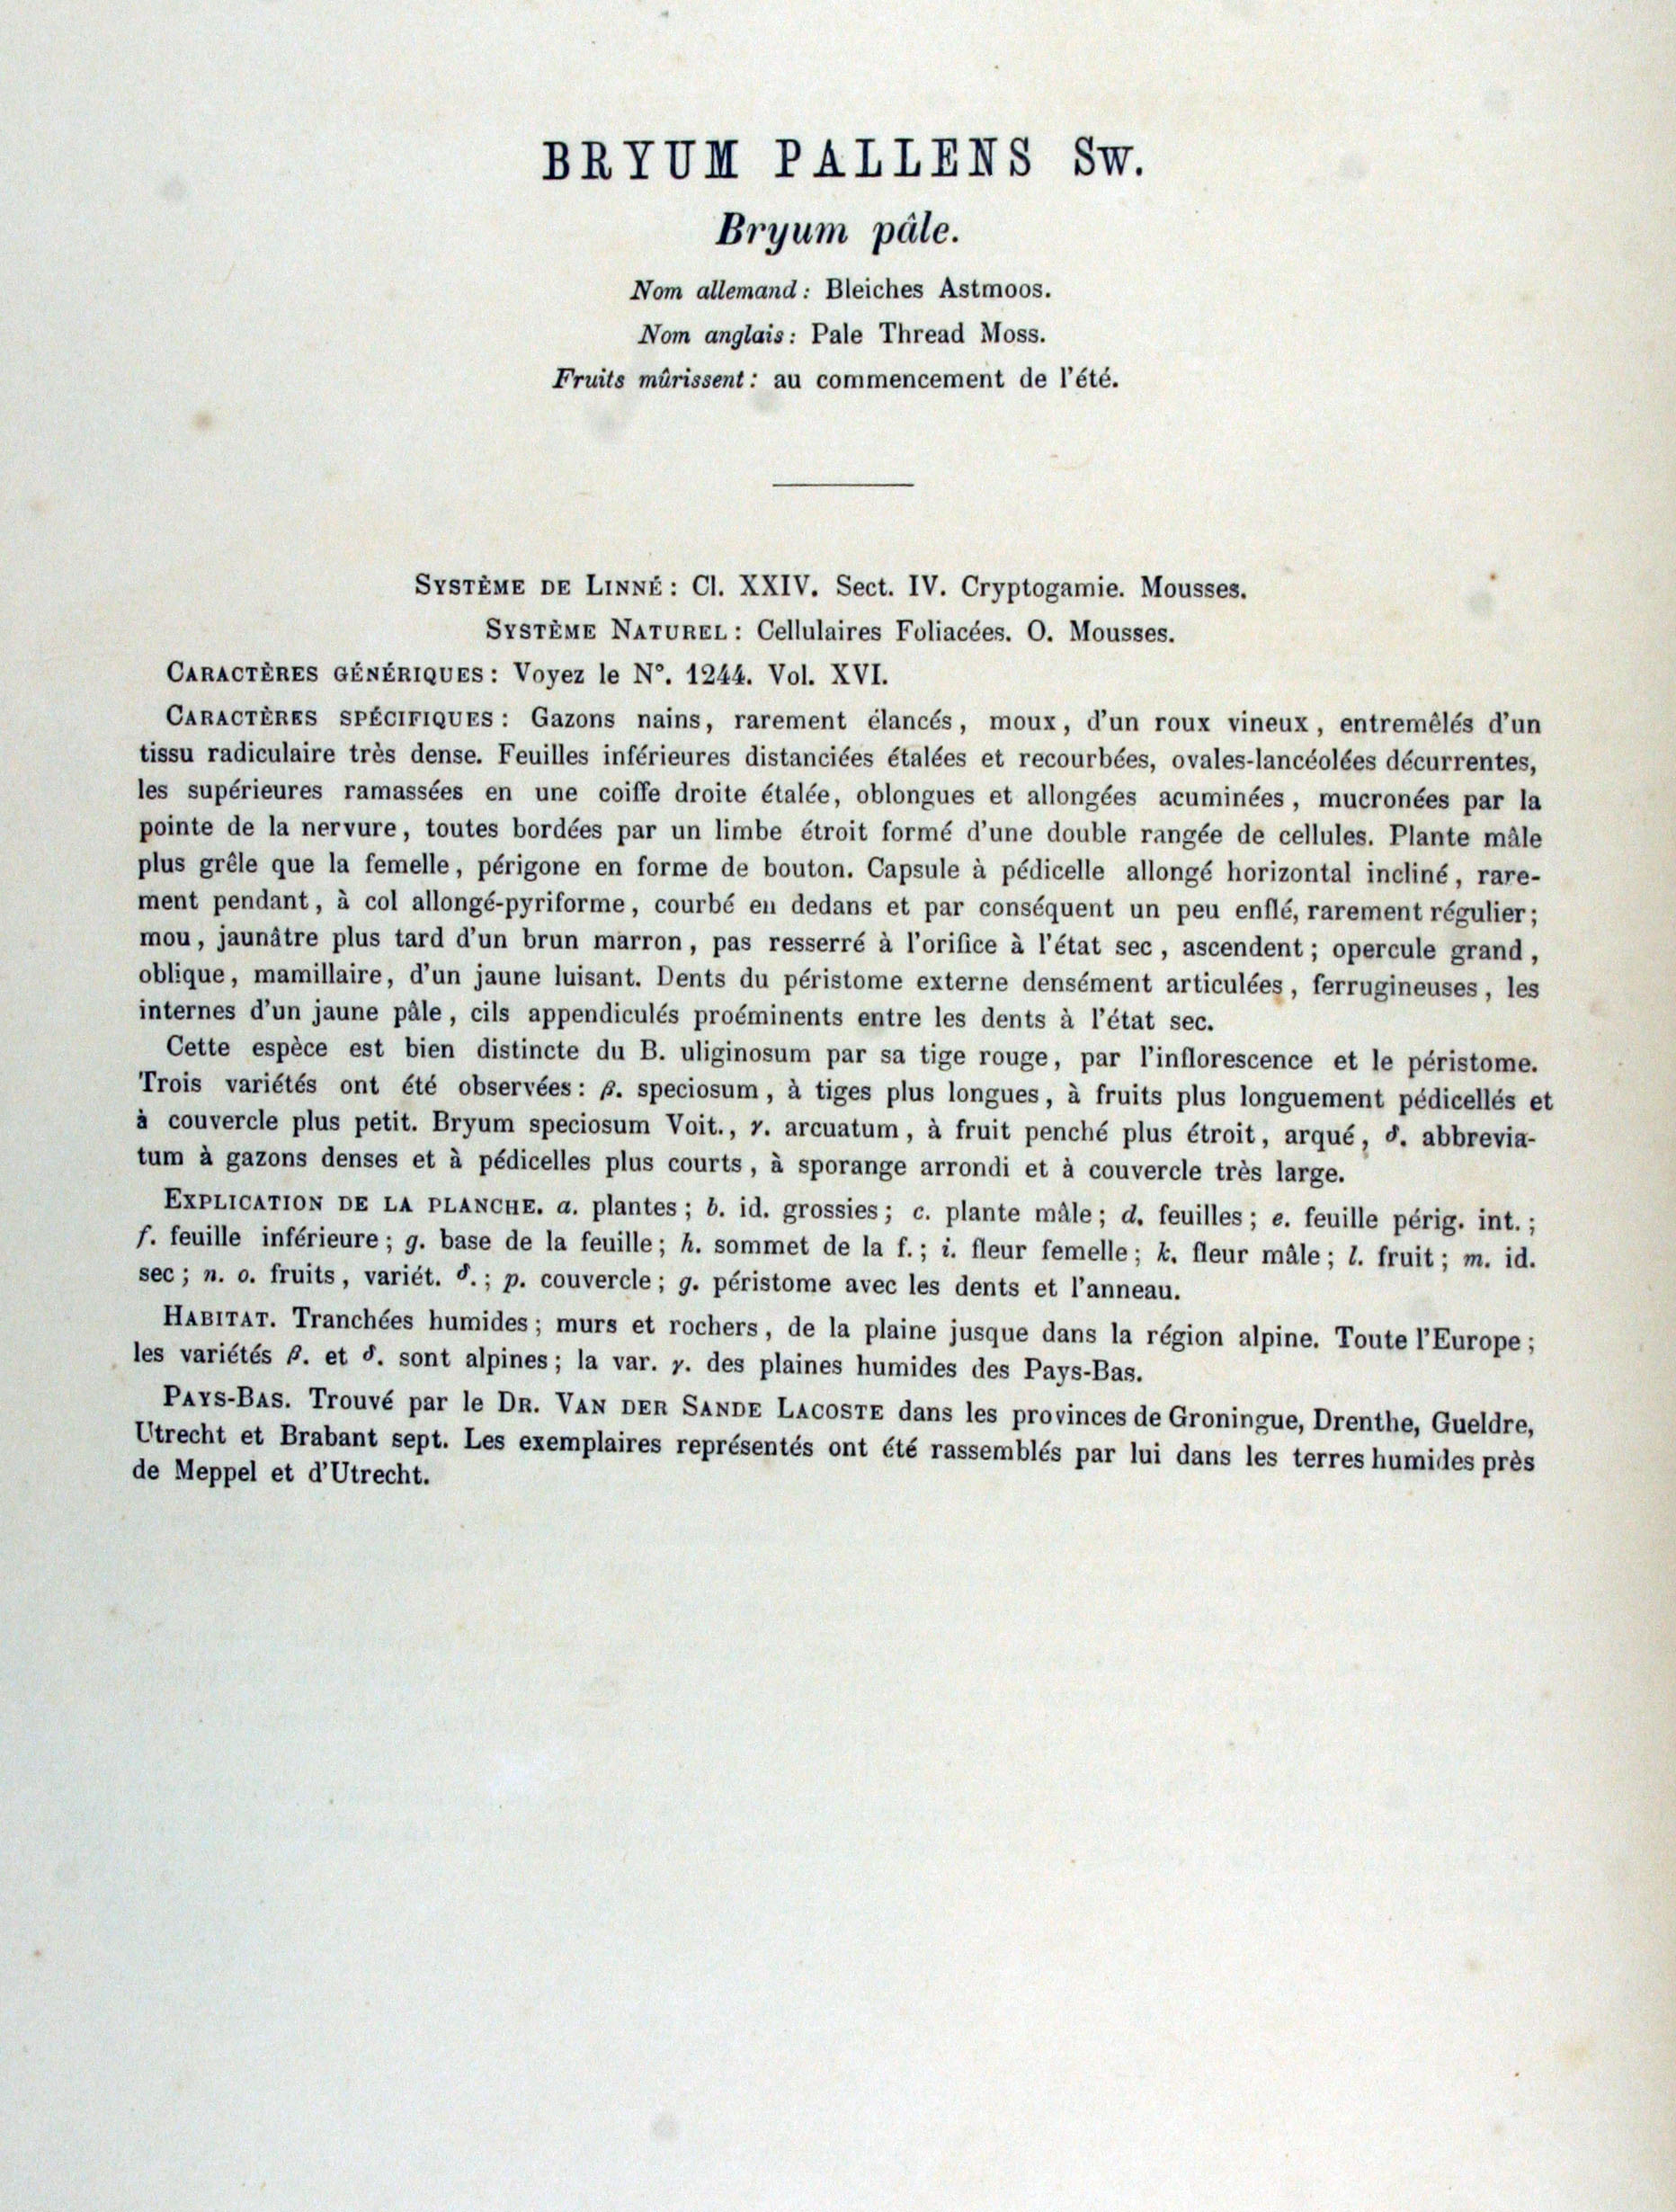 BRYUM PALLENS SW.
Bryum pâle.
Nom allemand: Bleiches Astmoos.
Nom anglais: Pale Thread Moss.
Fruits mûrissent: au commencement de l'été.
SYSTÈME DE LINNÉ: Cl. XXIV. Sect. IV. Cryptogamie. Mousses.
SYSTÈME NATUREL: Cellulaires Foliacées. O. Mousses.
CARACTÈRES GÉNÉRIQUES: Voyez le N°. 1244. Vol. XVI.
CARACTÈRES SPÉCIFIQUES: Gazons nains, rarement élancés, moux, d'un roux vineux, entremêlés d'un
tissu radiculaire très dense. Feuilles inférieures distanciées étalées et recourbées, ovales-lancéolées décurrentes,
les supérieures ramassées en une coiffe droite étalée, oblongues et allongées acuminées, mucronées par la
pointe de la nervure, toutes bordées par un limbe étroit formé d'une double rangée de cellules. Plante mâle
plus grêle que la femelle, périgone en forme de bouton. Capsule à pédicelle allongé horizontal incliné, rare-
ment pendant, à col allongé-pyriforme, courbé en dedans et par conséquent un peu enflé, rarement régulier;
mou, jaunâtre plus tard d'un brun marron, pas resserré à l'orifice à l'état sec, ascendent; opercule grand,
oblique, mamillaire, d'un jaune luisant. Dents du péristome externe densément articulées, ferrugineuses, les
internes d'un jaune pâle, cils appendiculés proéminents entre les dents à l'état sec.
Cette espèce est bien distincte du B. uliginosum par sa tige rouge, par l'inflorescence et le péristome.
Trois variétés ont été observées: β. speciosum, à tiges plus longues, à fruits plus longuement pédicellés et
à couvercle plus petit. Bryum speciosum Voit., γ. arcuatum, à fruit penché plus étroit, arqué, δ. abbrevia-
tum à gazons denses et à pédicelles plus courts, à sporange arrondi et à couvercle très large.
EXPLICATION DE LA PLANCHE. a. plantes; b. id. grossies; c. plante mâle; d. feuilles; e. feuille périg. int.;
f. feuille inférieure; g. base de la feuille; h. sommet de la f.; i. fleur femelle; k. fleur mâle; l. fruit; m. id.
sec; n. o. fruits, variét. δ.; p. couvercle; g. péristome avec les dents et l'anneau.
HABITAT. Tranchées humides; murs et rochers, de la plaine jusque dans la région alpine. Toute l'Europe;
les variétés β. et δ. sont alpines; la var. γ. des plaines humides des Pays-Bas.
PAYS-BAS. Trouvé par le DR. VAN DER SANDE LACOSTE dans les provinces de Groningue, Drenthe, Gueldre,
Utrecht et Brabant sept. Les exemplaires représentés ont été rassemblés par lui dans les terres humides près
de Meppel et d'Utrecht.